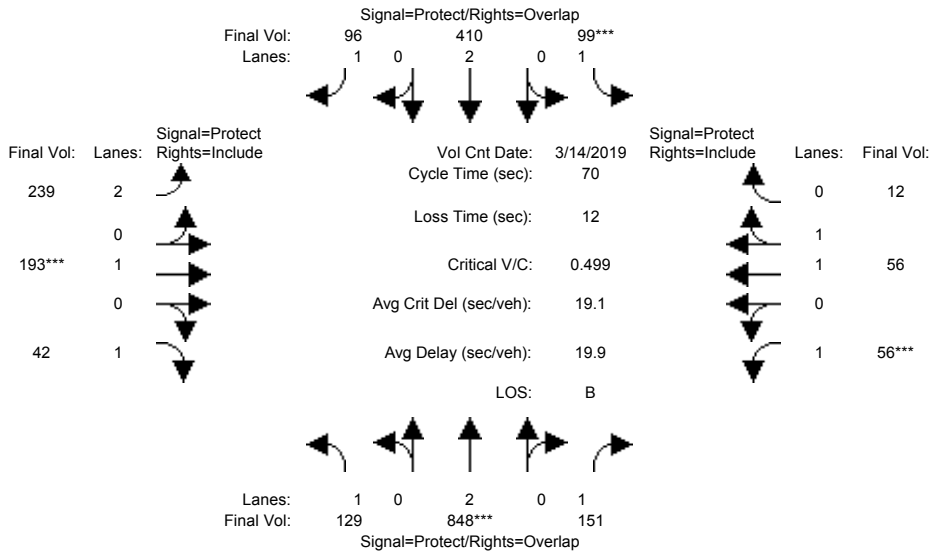 Signal=Protect/Rights=Overlap
Final Vol: 96 410 99***
Lanes: 1 0 2 0 1
Signal=Protect
Final Vol: Lanes: Rights=Include
Vol Cnt Date: 3/14/2019
Signal=Protect
Rights=Include Lanes: Final Vol:
Cycle Time (sec): 70
239 2
0 12
Loss Time (sec): 12
0
1
193*** 1
Critical V/C: 0.499
1 56
0
Avg Crit Del (sec/veh): 19.1
0
42 1
Avg Delay (sec/veh): 19.9
1 56***
LOS: B
Lanes: 1 0 2 0 1
Final Vol: 129 848*** 151
Signal=Protect/Rights=Overlap